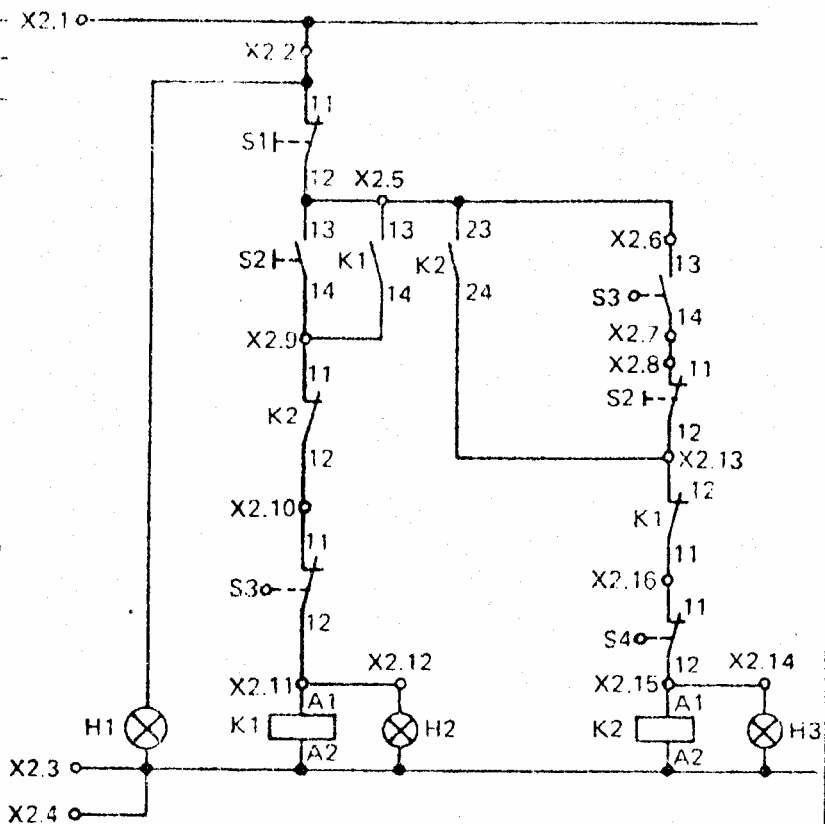 X2.1
X2.2
11
S1
12
X2.5
13
13
23
X2.6
S2
K1
K2
13
14
14
24
S3
14
X2.9
X2.7
X2.8
11
11
K2
S2
12
12
X2.13
12
X2.10
K1
11
11
S3
X2.16
12
11
S4
X2.12
12
X2.14
X2.11
X2.15
A1
A1
H1
K1
H2
K2
H3
A2
A2
X2.3
X2.4